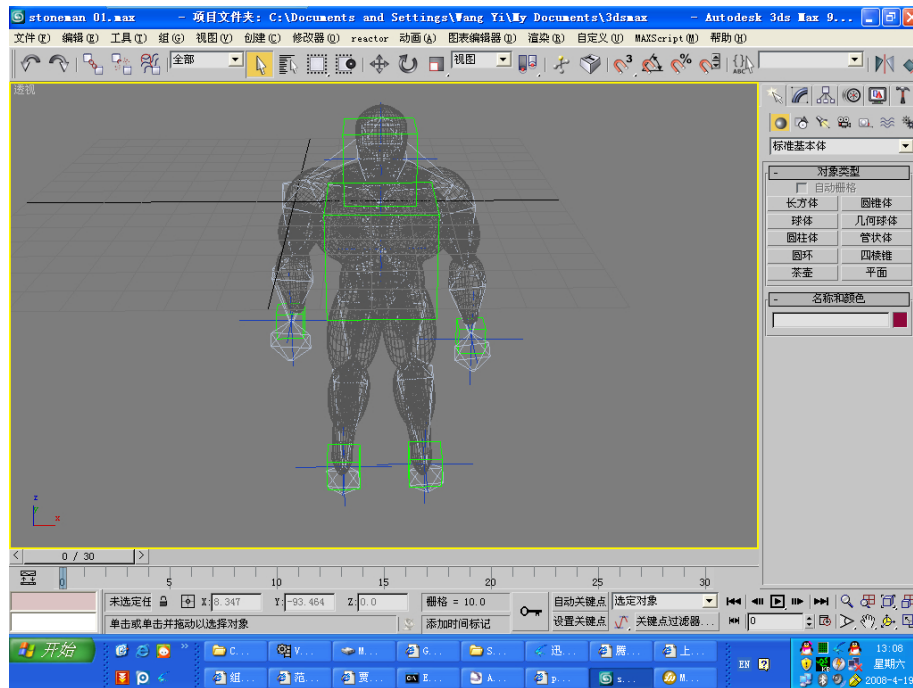 stoneman 01.max - 项目文件夹: C:\Documents and Settings\Wang Yi\My Documents\3dsmax - Autodesk 3ds Max 9...
文件(F) 编辑(E) 工具(T) 组(G) 视图(V) 创建(C) 修改器(O) reactor 动画(A) 图表编辑器(D) 渲染(R) 自定义(U) MAXScript(M) 帮助(H)
全部 视图 3 % ABC
透视
标准基本体
- 对象类型
自动栅格
长方体 圆锥体
球体 几何球体
圆柱体 管状体
圆环 四棱锥
茶壶 平面
- 名称和颜色
z
y x
< 0 / 30 >
0 5 10 15 20 25 30
未选定任 X: 8.347 Y: -93.464 Z: 0.0 栅格 = 10.0 自动关键点 选定对象
单击或单击并拖动以选择对象 添加时间标记 设置关键点 关键点过滤器... 0
开始 C... V... M... G... S... 迅... 腾... 上... EN 13:08
星期六
组... 范... 要... E... A... p... s... M... 2008-4-19